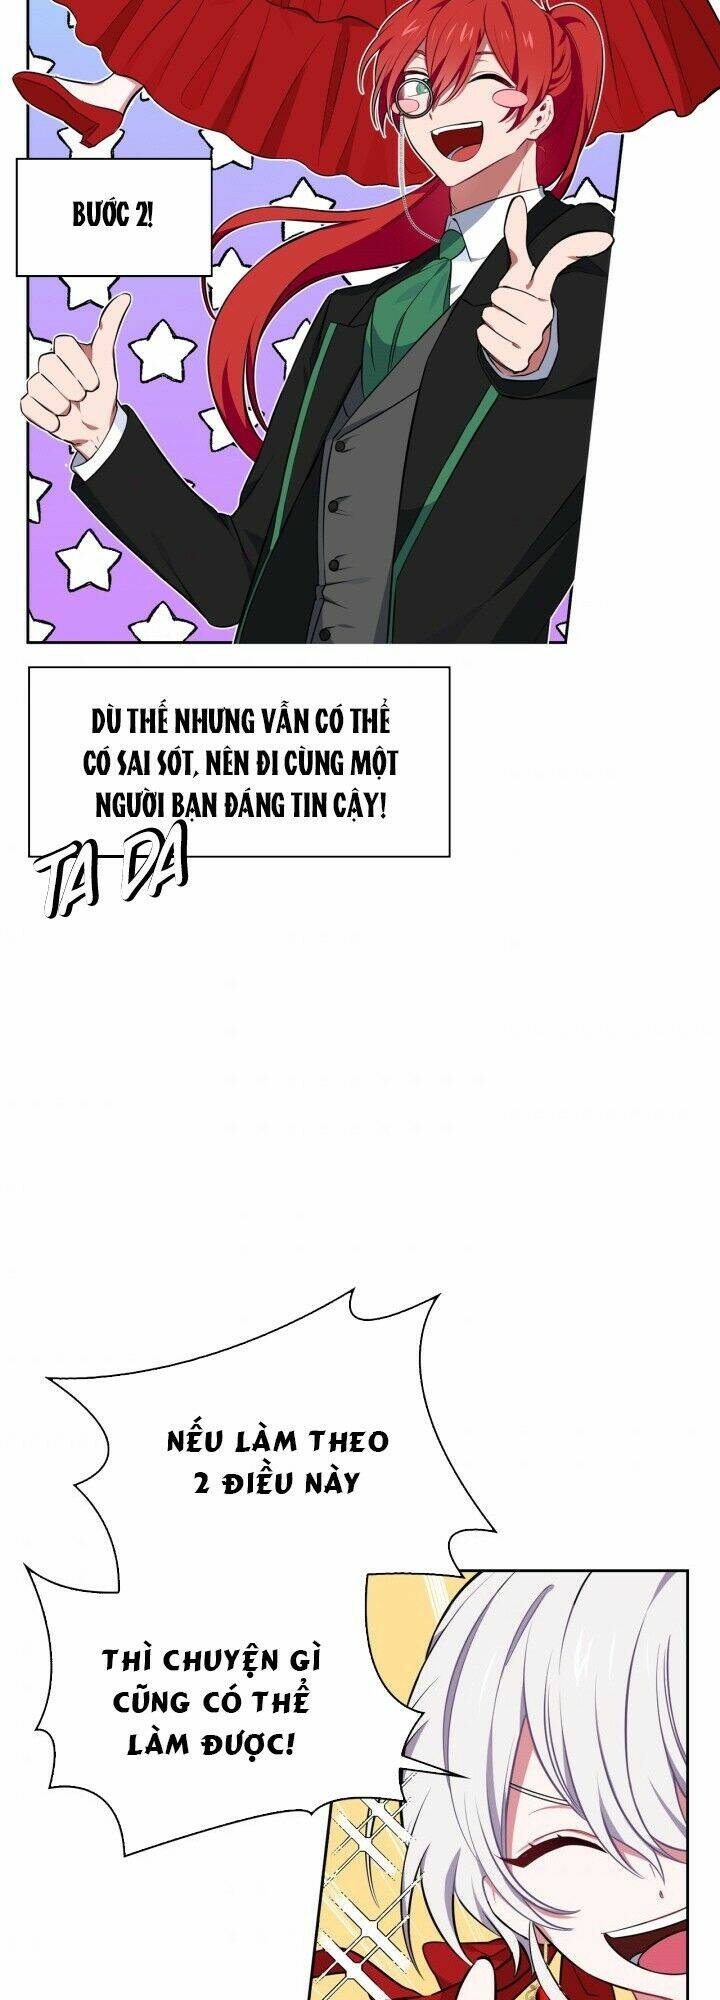 BƯỚC 2!
DÙ THẾ NHƯNG VẪN CÓ THỂ
CÓ SAI SÓT, NÊN ĐI CÙNG MỘT
NGƯỜI BẠN ĐÁNG TIN CẬY!
TA DA
NẾU LÀM THEO
2 ĐIỀU NÀY
THÌ CHUYỆN GÌ
CŨNG CÓ THỂ
LÀM ĐƯỢC!